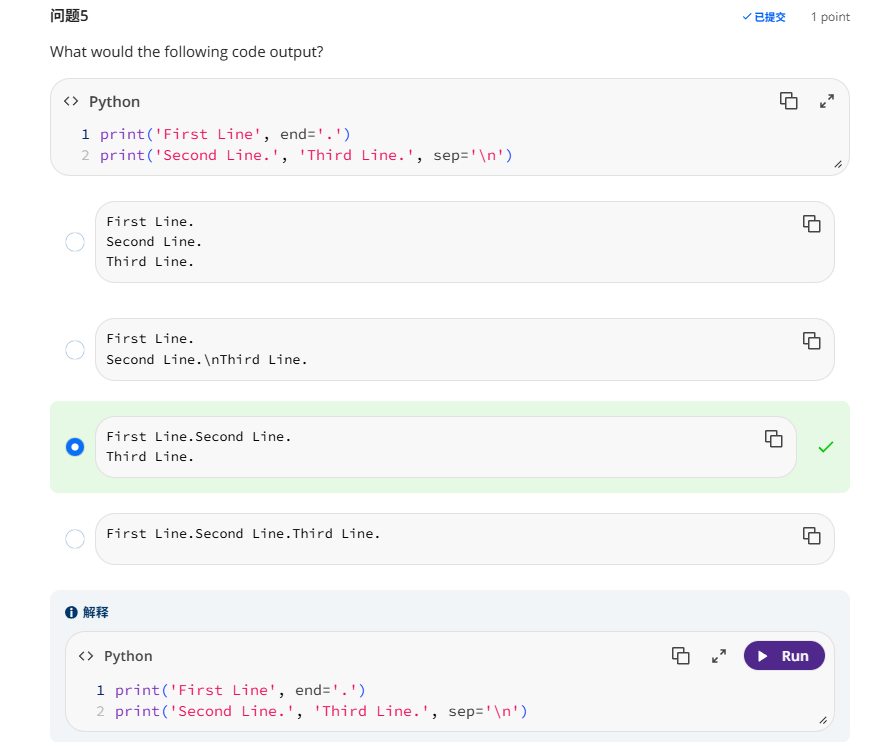 问题5
已提交 1 point
What would the following code output?
<> Python
1 print('First Line', end='.')
2 print('Second Line.', 'Third Line.', sep='\n')
First Line.
Second Line.
Third Line.
First Line.
Second Line.\nThird Line.
First Line.Second Line.
Third Line.
First Line.Second Line.Third Line.
解释
<> Python
Run
1 print('First Line', end='.')
2 print('Second Line.', 'Third Line.', sep='\n')